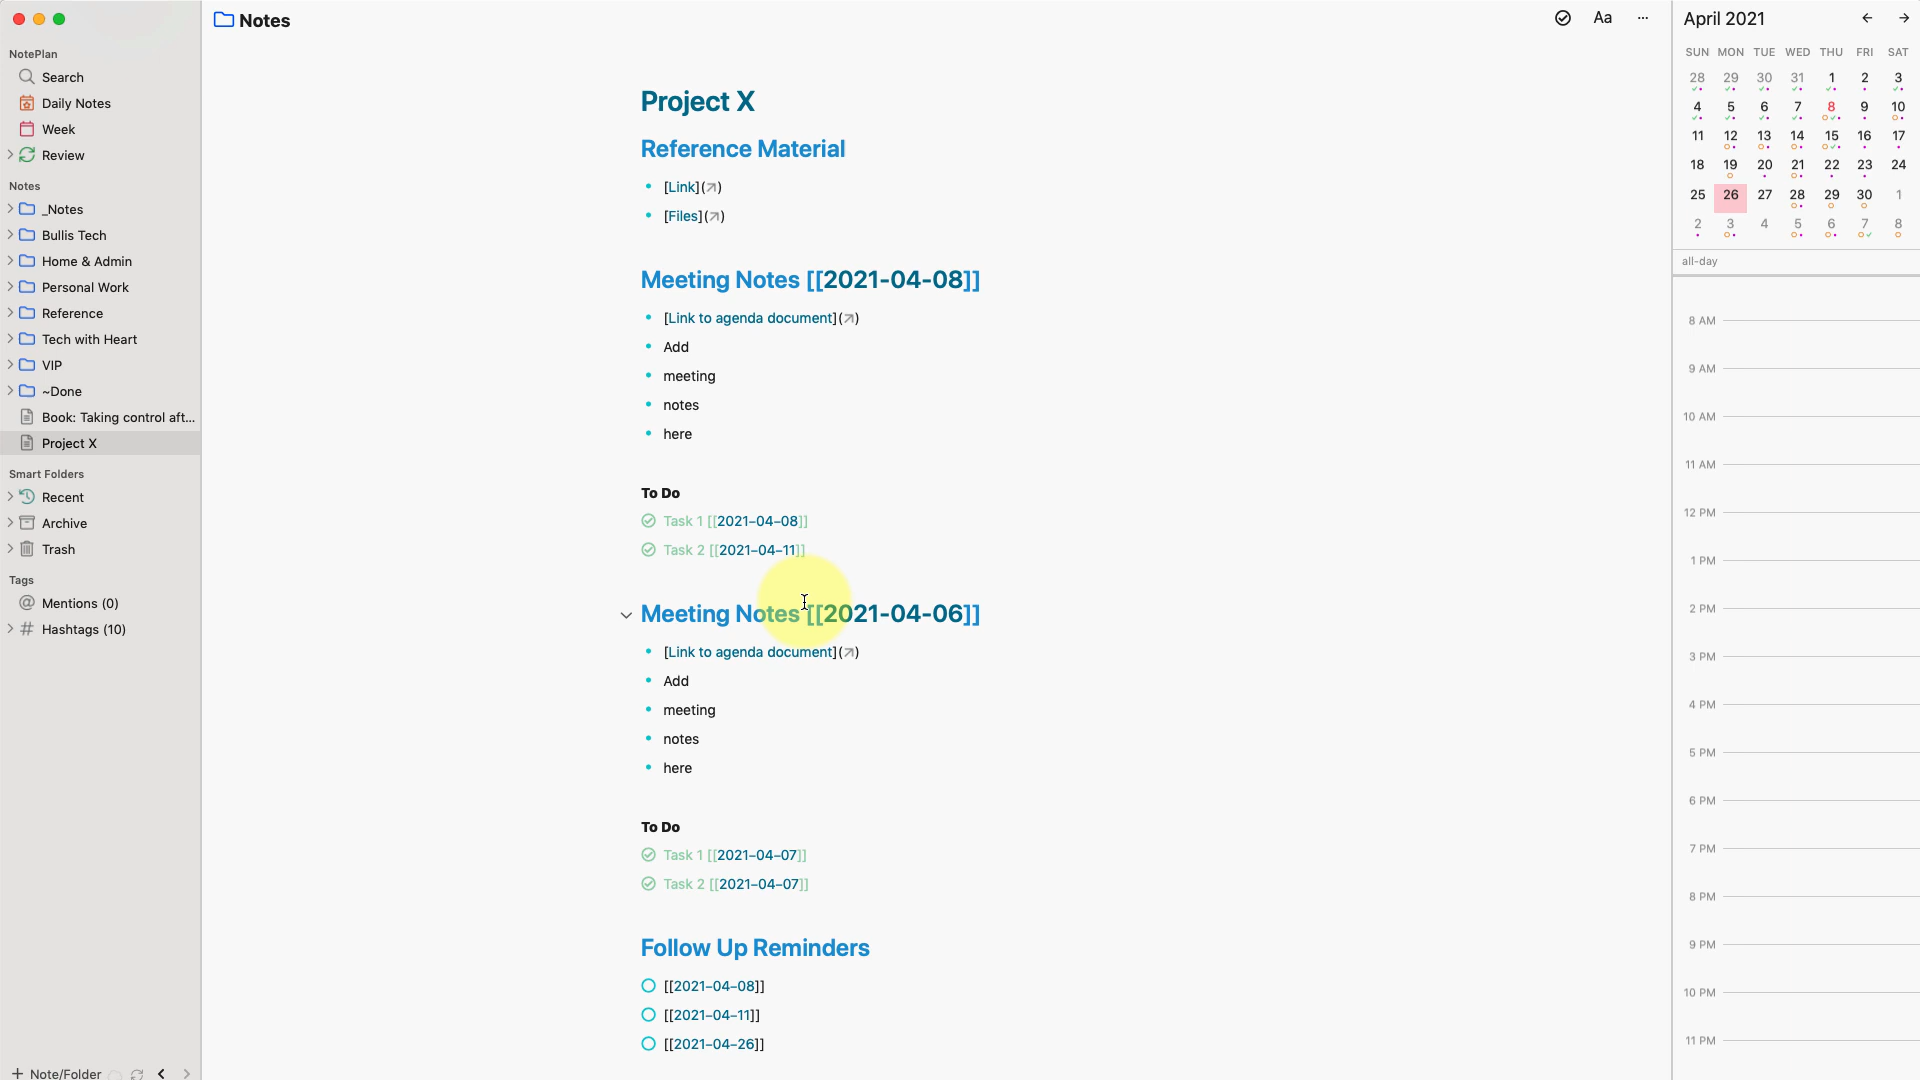 NotePlan
Search
Daily Notes
Week
Review
Notes
_Notes
Bullis Tech
Home & Admin
Personal Work
Reference
Tech with Heart
VIP
~Done
Book: Taking control aft...
Project X
Smart Folders
Recent
Archive
Trash
Tags
@ Mentions (0)
# Hashtags (10)
+ Note/Folder
Notes
Aa
...
Project X
Reference Material
• [Link](↗)
• [Files](↗)
Meeting Notes [[2021-04-08]]
• [Link to agenda document](↗)
• Add
• meeting
• notes
• here
To Do
Task 1 [[2021-04-08]]
Task 2 [[2021-04-11]]
Meeting Notes [[2021-04-06]]
• [Link to agenda document](↗)
• Add
• meeting
• notes
• here
To Do
Task 1 [[2021-04-07]]
Task 2 [[2021-04-07]]
Follow Up Reminders
[[2021-04-08]]
[[2021-04-11]]
[[2021-04-26]]
April 2021 ← →
SUN MON TUE WED THU FRI SAT
28 29 30 31 1 2 3
4 5 6 7 8 9 10
11 12 13 14 15 16 17
18 19 20 21 22 23 24
25 26 27 28 29 30 1
2 3 4 5 6 7 8
all-day
8 AM
9 AM
10 AM
11 AM
12 PM
1 PM
2 PM
3 PM
4 PM
5 PM
6 PM
7 PM
8 PM
9 PM
10 PM
11 PM